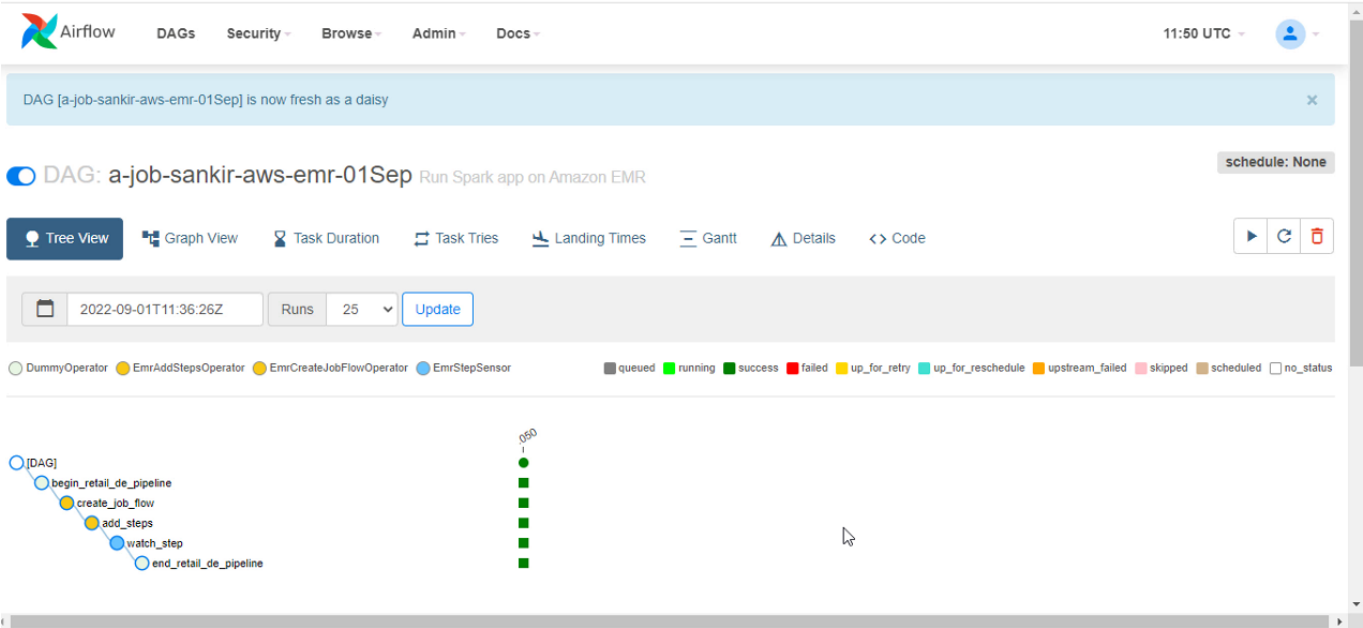 Airflow DAGs Security Browse Admin Docs 11:50 UTC
DAG [a-job-sankir-aws-emr-01Sep] is now fresh as a daisy ×
schedule: None
DAG: a-job-sankir-aws-emr-01Sep Run Spark app on Amazon EMR
Tree View Graph View Task Duration Task Tries Landing Times Gantt Details <> Code
2022-09-01T11:36:26Z Runs 25 Update
DummyOperator EmrAddStepsOperator EmrCreateJobFlowOperator EmrStepSensor queued running success failed up_for_retry up_for_reschedule upstream_failed skipped scheduled no_status
.050
[DAG]
begin_retail_de_pipeline
create_job_flow
add_steps
watch_step
end_retail_de_pipeline